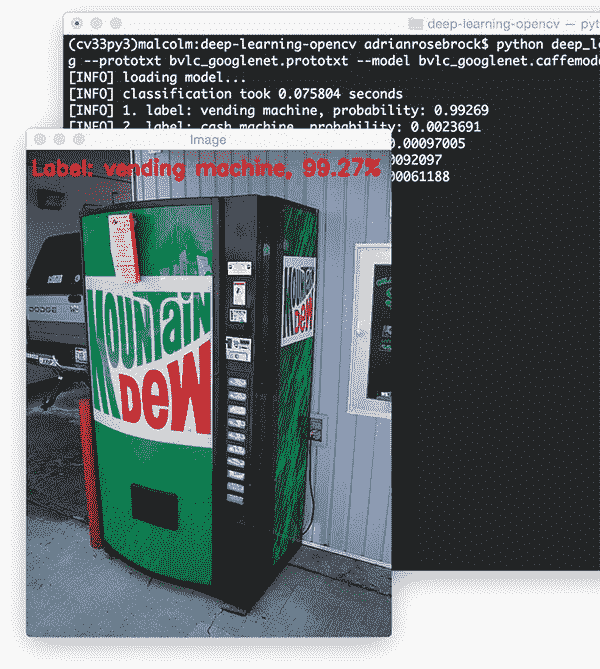 deep-learning-opencv — pyt
(cv33py3)malcolm:deep-learning-opencv adrianrosebrock$ python deep_le
g --prototxt bvlc_googlenet.prototxt --model bvlc_googlenet.caffemode
[INFO] loading model...
[INFO] classification took 0.075804 seconds
[INFO] 1. label: vending machine, probability: 0.99269
[INFO] 2. label: cash machine, probability: 0.0023691
0.00097005
0092097
00061188
Image
Label: vending machine, 99.27%
MOUNTAiN
DeW
MOUNTAiN
DeW
DODGE